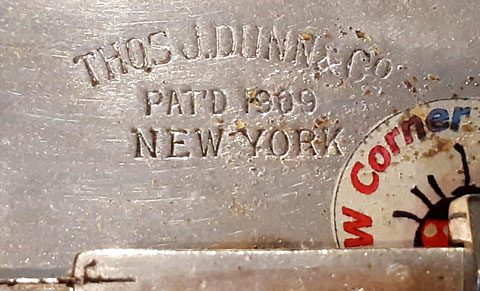 THOS J. DUNN & Co.
PAT'D 1909
NEW YORK
W Corner